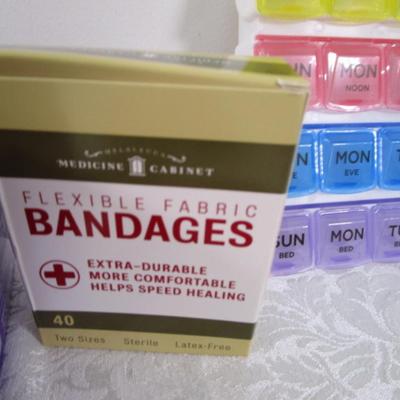 MELALEUCA
MEDICINE CABINET
FLEXIBLE FABRIC
BANDAGES
EXTRA-DURABLE
MORE COMFORTABLE
HELPS SPEED HEALING
40
Two Sizes Sterile Latex-Free
MON
NOON
MON
EVE
SUN MON
BED BED